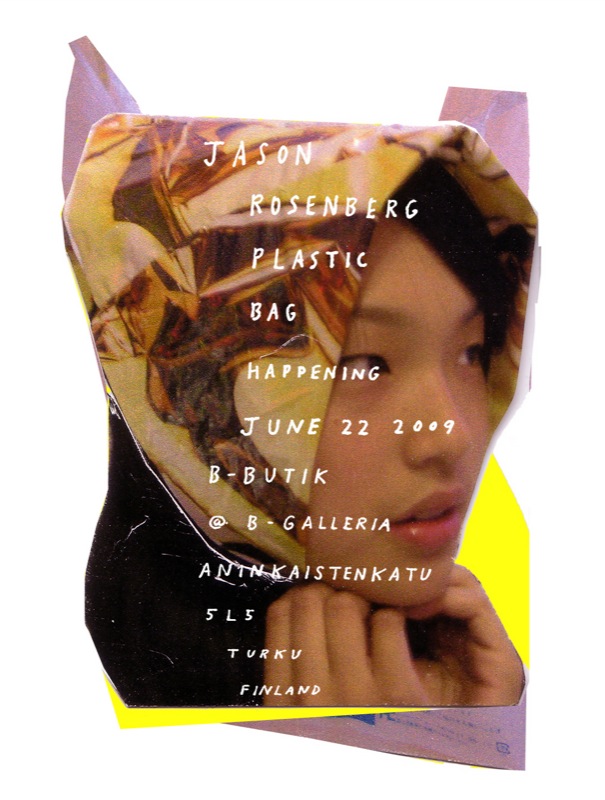 JASON
ROSENBERG
PLASTIC
BAG
HAPPENING
JUNE 22 2009
B-BUTIK
@ B-GALLERIA
ANINKAISTENKATU
5L5
TURKU
FINLAND